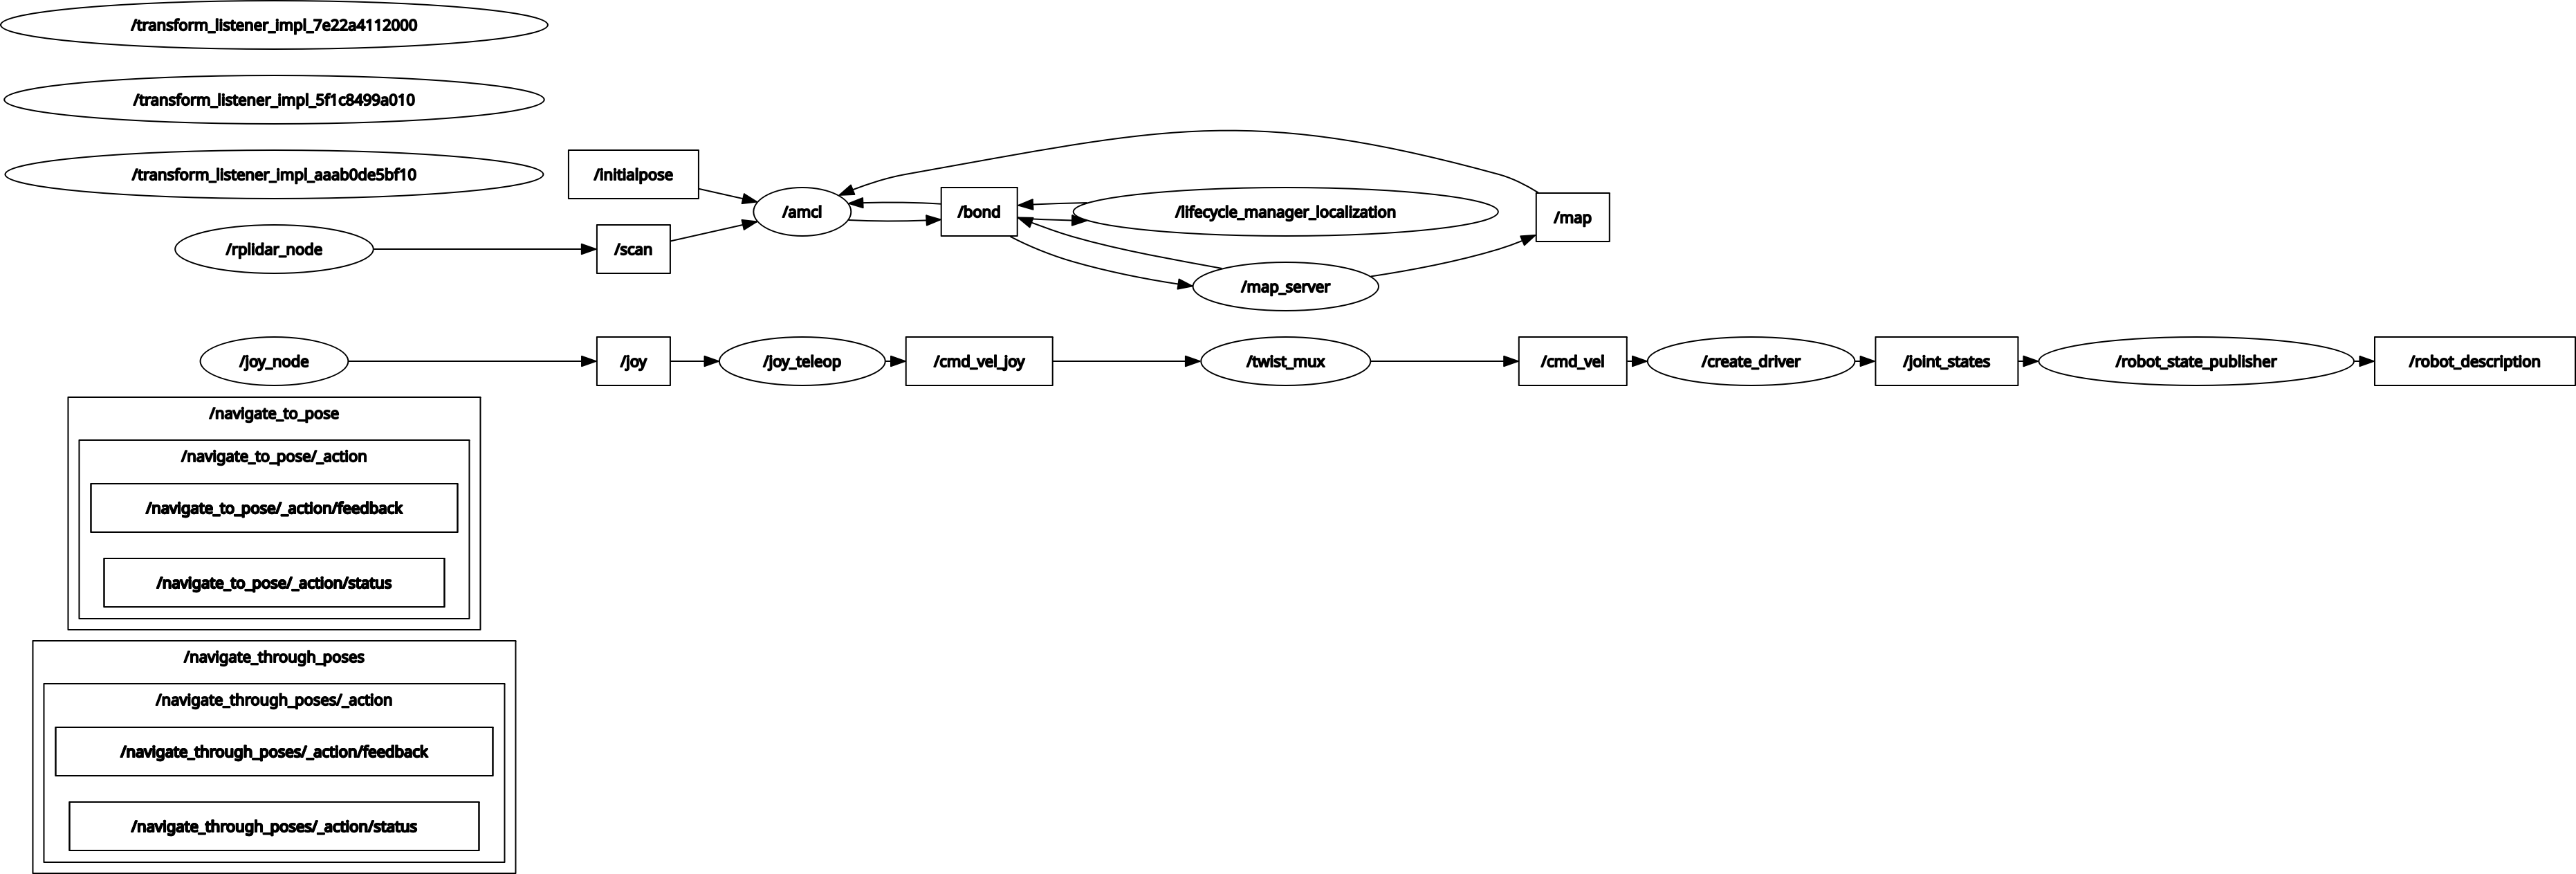 /transform_listener_impl_7e22a4112000
/transform_listener_impl_5f1c8499a010
/transform_listener_impl_aaab0de5bf10
/initialpose
/amcl
/bond
/lifecycle_manager_localization
/map
/rplidar_node
/scan
/map_server
/joy_node
/joy
/joy_teleop
/cmd_vel_joy
/twist_mux
/cmd_vel
/create_driver
/joint_states
/robot_state_publisher
/robot_description
/navigate_to_pose
/navigate_to_pose/_action
/navigate_to_pose/_action/feedback
/navigate_to_pose/_action/status
/navigate_through_poses
/navigate_through_poses/_action
/navigate_through_poses/_action/feedback
/navigate_through_poses/_action/status